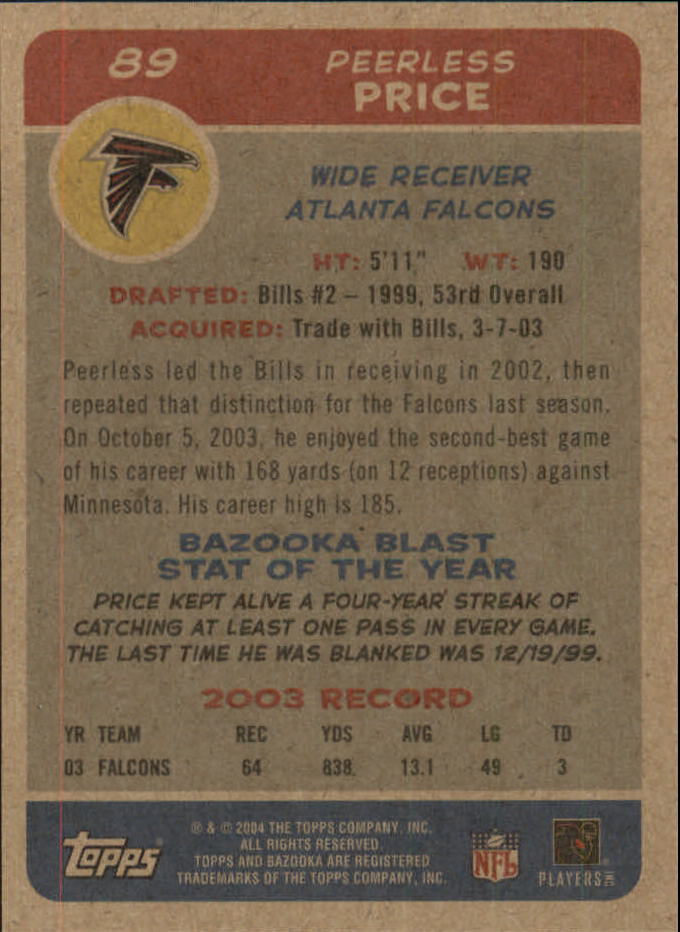 89
PEERLESS
PRICE
WIDE RECEIVER
ATLANTA FALCONS
HT: 5'11" WT: 190
DRAFTED: Bills #2 – 1999, 53rd Overall
ACQUIRED: Trade with Bills, 3-7-03
Peerless led the Bills in receiving in 2002, then
repeated that distinction for the Falcons last season.
On October 5, 2003, he enjoyed the second-best game
of his career with 168 yards (on 12 receptions) against
Minnesota. His career high is 185.
BAZOOKA BLAST
STAT OF THE YEAR
PRICE KEPT ALIVE A FOUR-YEAR STREAK OF
CATCHING AT LEAST ONE PASS IN EVERY GAME.
THE LAST TIME HE WAS BLANKED WAS 12/19/99.
2003 RECORD
YR TEAM REC YDS AVG LG TD
03 FALCONS 64 838 13.1 49 3
topps
® & © 2004 THE TOPPS COMPANY, INC.
ALL RIGHTS RESERVED.
TOPPS AND BAZOOKA ARE REGISTERED
TRADEMARKS OF THE TOPPS COMPANY, INC.
NFL
PLAYERS INC